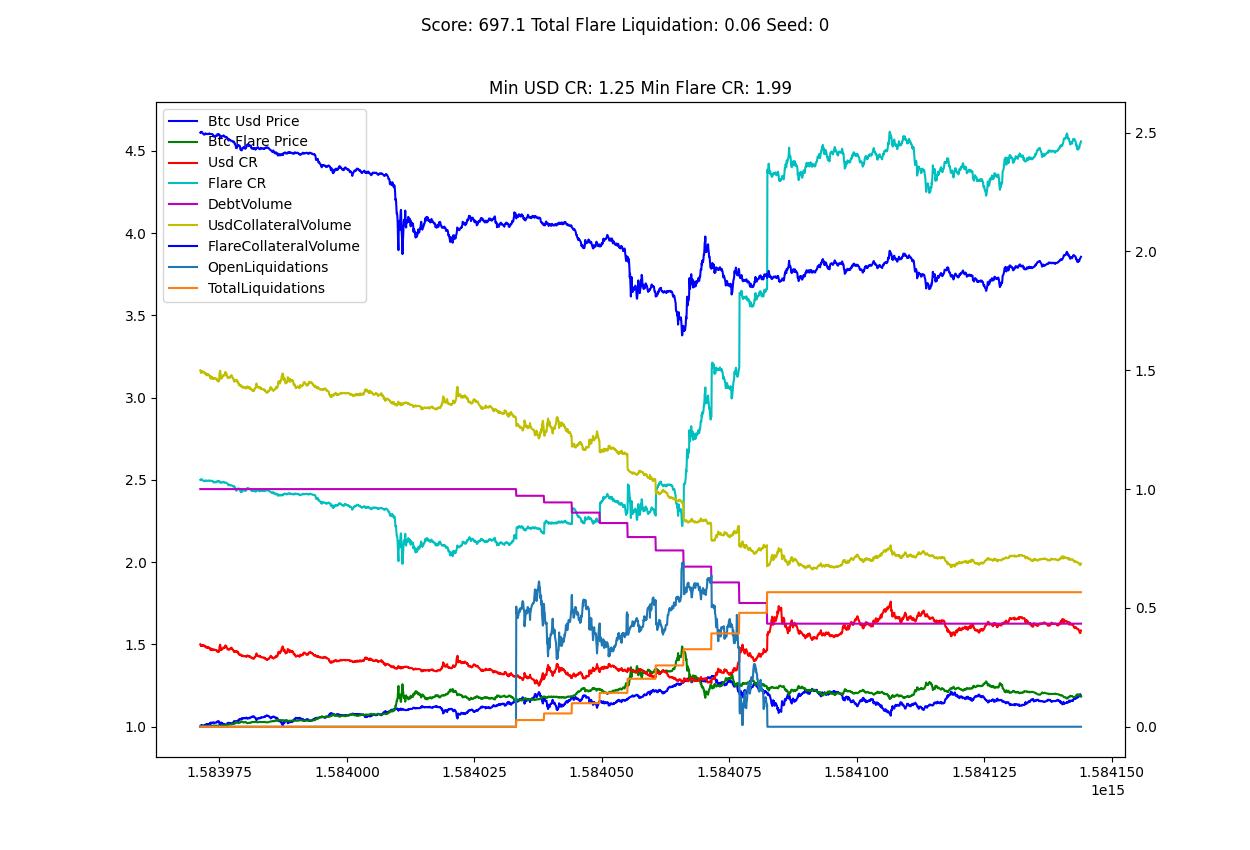 Score: 697.1 Total Flare Liquidation: 0.06 Seed: 0
Min USD CR: 1.25 Min Flare CR: 1.99
Btc Usd Price
Btc Flare Price
Usd CR
Flare CR
DebtVolume
UsdCollateralVolume
FlareCollateralVolume
OpenLiquidations
TotalLiquidations
4.5
4.0
3.5
3.0
2.5
2.0
1.5
1.0
2.5
2.0
1.5
1.0
0.5
0.0
1.583975
1.584000
1.584025
1.584050
1.584075
1.584100
1.584125
1.584150
1e15